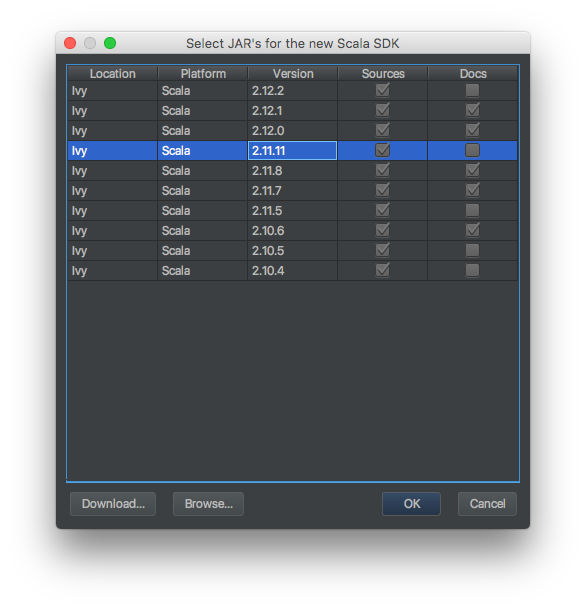 Select JAR's for the new Scala SDK
Location Platform Version Sources Docs
Ivy Scala 2.12.2
Ivy Scala 2.12.1
Ivy Scala 2.12.0
Ivy Scala 2.11.11
Ivy Scala 2.11.8
Ivy Scala 2.11.7
Ivy Scala 2.11.5
Ivy Scala 2.10.6
Ivy Scala 2.10.5
Ivy Scala 2.10.4
Download... Browse... OK Cancel